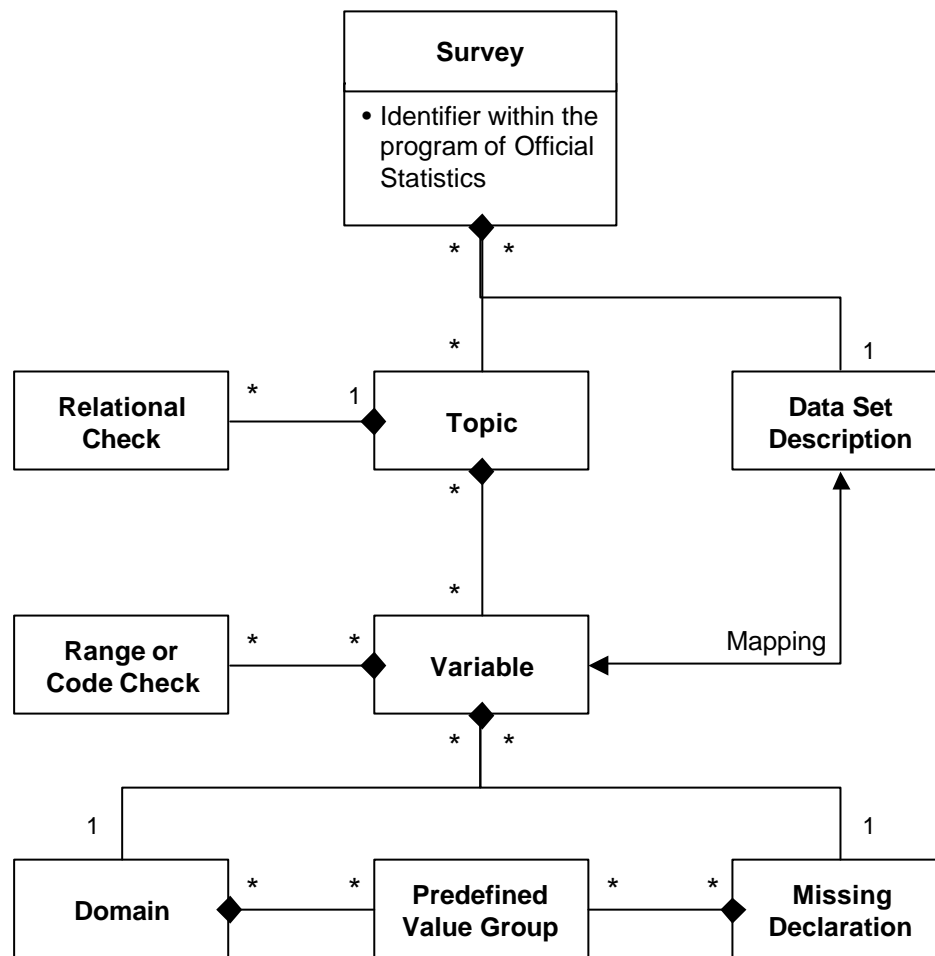 Survey
• Identifier within the
program of Official
Statistics
* *
* 1
* 1
Relational
Check
Topic
Data Set
Description
*
*
* *
Range or
Code Check
Variable
Mapping
* *
1 1
* * * *
Domain
Predefined
Value Group
Missing
Declaration